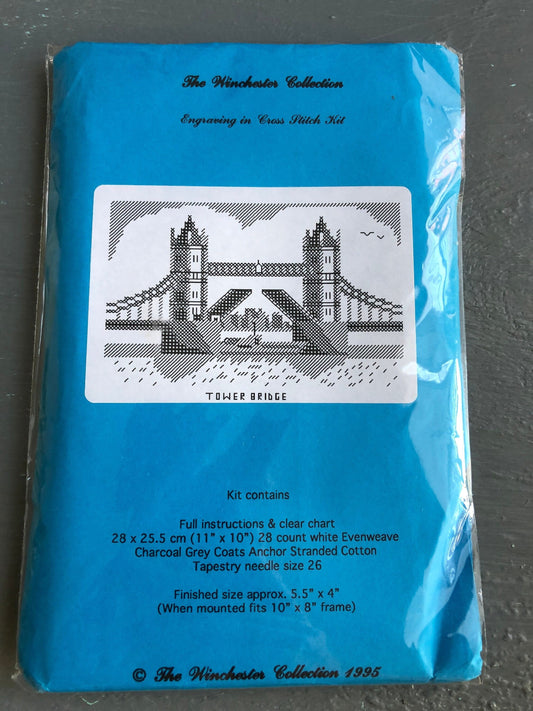 The Winchester Collection
Engraving in Cross Stitch Kit
TOWER BRIDGE
Kit contains
Full instructions & clear chart
28 x 25.5 cm (11" x 10") 28 count white Evenweave
Charcoal Grey Coats Anchor Stranded Cotton
Tapestry needle size 26
Finished size approx. 5.5" x 4"
(When mounted fits 10" x 8" frame)
© The Winchester Collection 1995